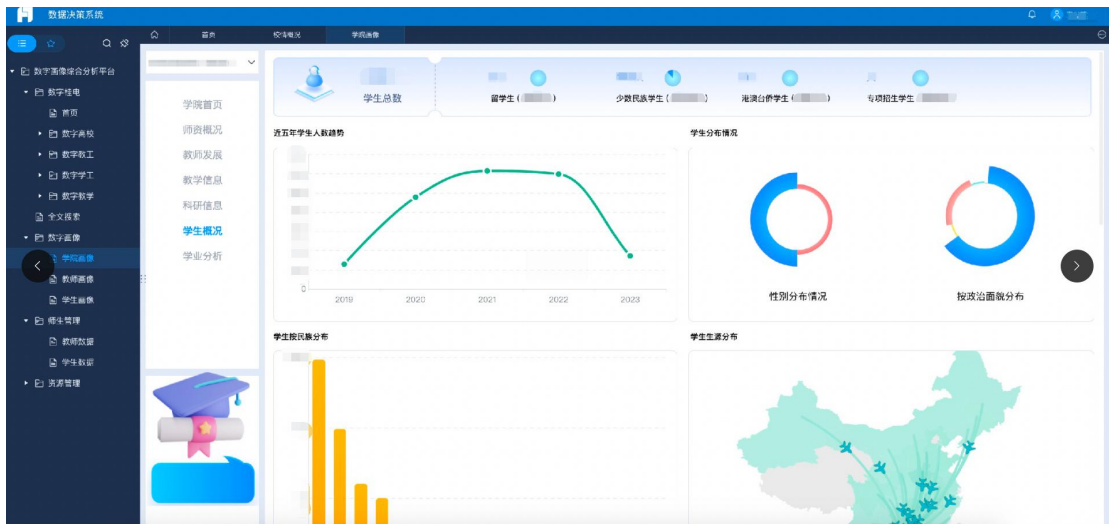 数据决策系统
首页
校情概况
学院画像
数字画像综合分析平台
数字桂电
首页
数字高校
数字教工
数字学工
数字教学
全文搜索
数字画像
学院画像
教师画像
学生画像
师生管理
教师数据
学生数据
资源管理
学院首页
师资概况
教师发展
教学信息
科研信息
学生概况
学业分析
学生总数
留学生 (
)
少数民族学生 (
)
港澳台侨学生 (
)
专项招生学生
近五年学生人数趋势
0
2019
2020
2021
2022
2023
学生分布情况
性别分布情况
按政治面貌分布
学生按民族分布
学生生源分布